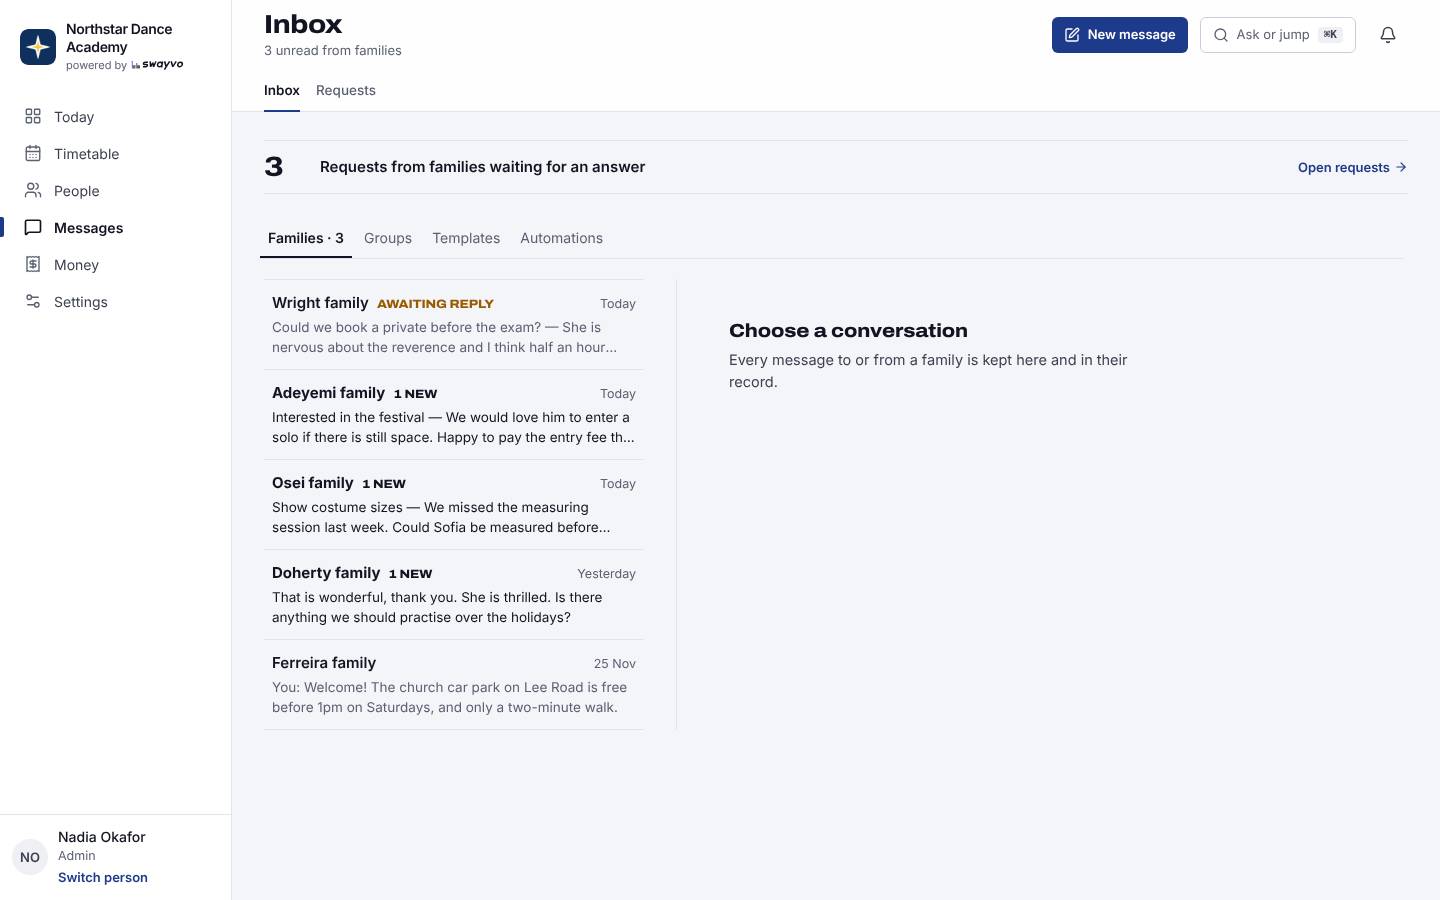 Northstar Dance
Academy
powered by swayvo
Today
Timetable
People
Messages
Money
Settings
NO
Nadia Okafor
Admin
Switch person
Inbox
3 unread from families
New message
Ask or jump ⌘K
Inbox Requests
3 Requests from families waiting for an answer Open requests →
Families · 3 Groups Templates Automations
Wright family AWAITING REPLY Today
Could we book a private before the exam? — She is
nervous about the reverence and I think half an hour...
Adeyemi family 1 NEW Today
Interested in the festival — We would love him to enter a
solo if there is still space. Happy to pay the entry fee th...
Osei family 1 NEW Today
Show costume sizes — We missed the measuring
session last week. Could Sofia be measured before...
Doherty family 1 NEW Yesterday
That is wonderful, thank you. She is thrilled. Is there
anything we should practise over the holidays?
Ferreira family 25 Nov
You: Welcome! The church car park on Lee Road is free
before 1pm on Saturdays, and only a two-minute walk.
Choose a conversation
Every message to or from a family is kept here and in their
record.